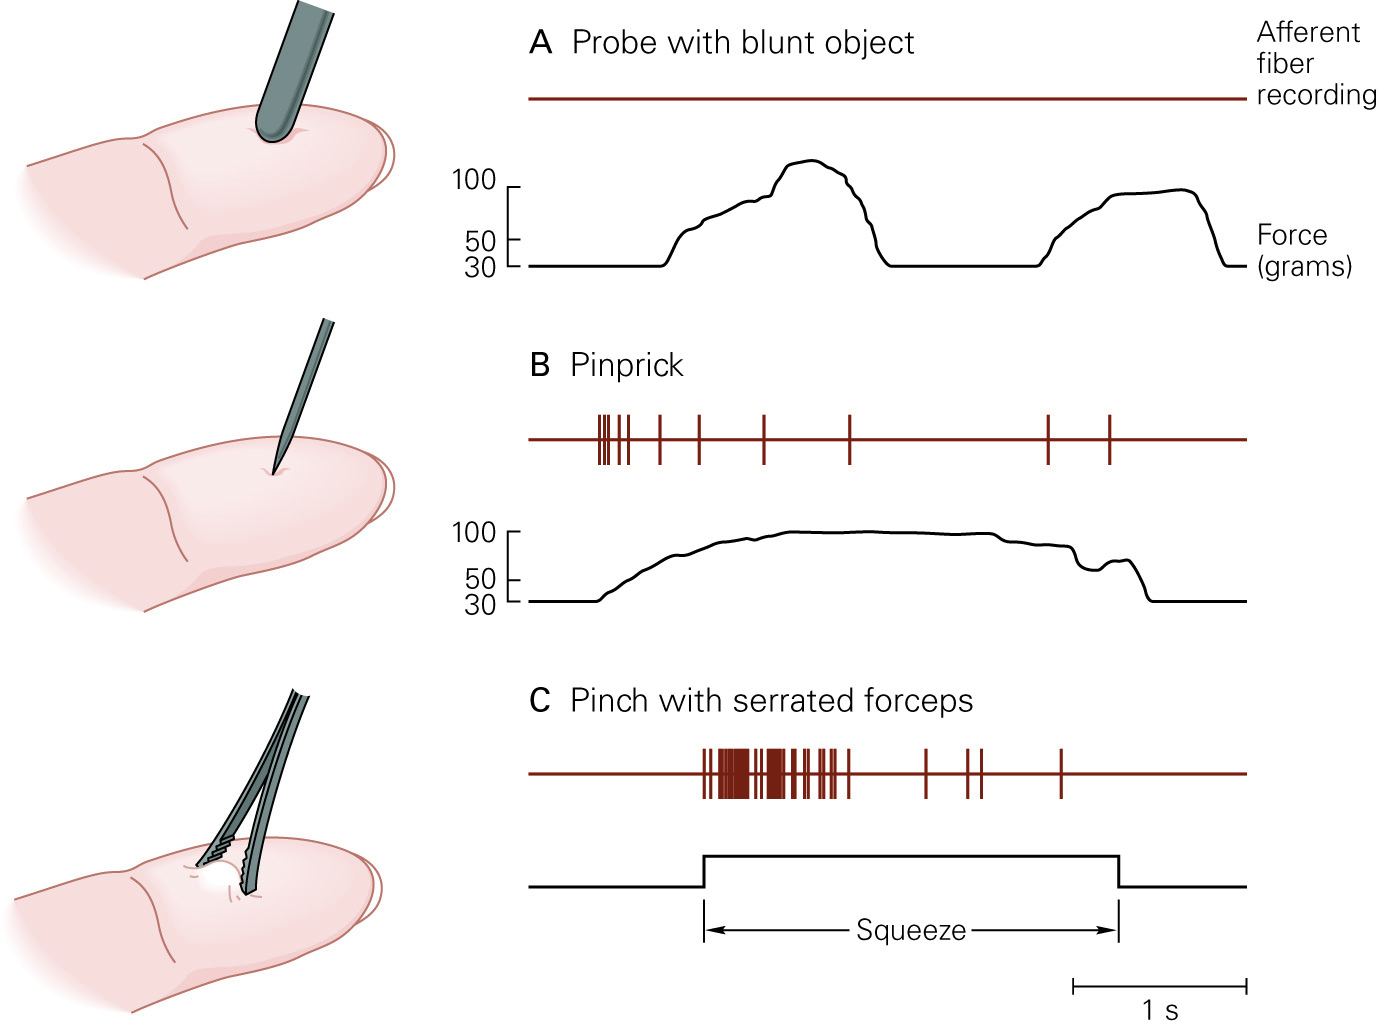 A Probe with blunt object
Afferent
fiber
recording
100
50
30
Force
(grams)
B Pinprick
100
50
30
C Pinch with serrated forceps
Squeeze
1 s